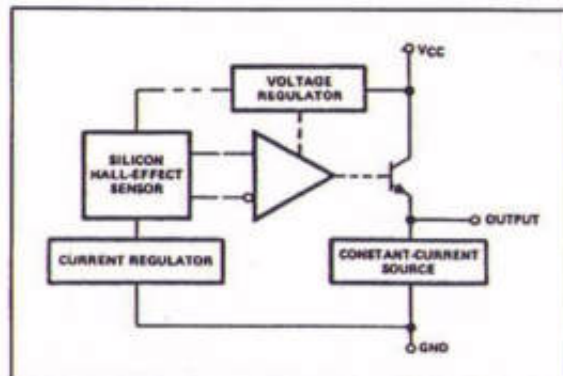 VCC
VOLTAGE
REGULATOR
SILICON
HALL-EFFECT
SENSOR
OUTPUT
CURRENT REGULATOR
CONSTANT-CURRENT
SOURCE
GND